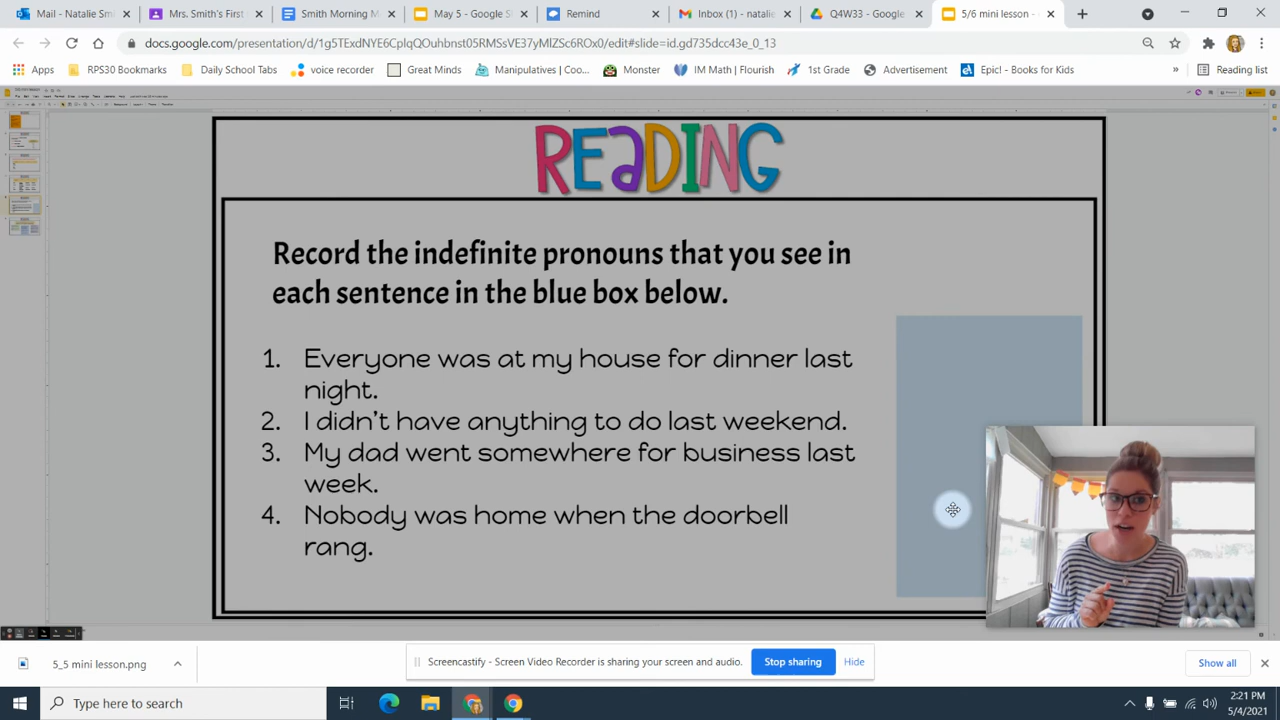 Mail - Natalie Smi
Mrs. Smith's First
Smith Morning M
May 5 - Google S
Remind
Inbox (1) - natalie
Q4W33 - Google
5/6 mini lesson -
docs.google.com/presentation/d/1g5TExdNYE6CplqQOuhbnst05RMSsVE37yMlZSc6ROx0/edit#slide=id.gd735dcc43e_0_13
Apps
RPS30 Bookmarks
Daily School Tabs
voice recorder
Great Minds
Manipulatives | Coo...
Monster
IM Math | Flourish
1st Grade
Advertisement
Epic! - Books for Kids
»
Reading list
READING
Record the indefinite pronouns that you see in
each sentence in the blue box below.
1. Everyone was at my house for dinner last
night.
2. I didn't have anything to do last weekend.
3. My dad went somewhere for business last
week.
4. Nobody was home when the doorbell
rang.
5_5 mini lesson.png
Screencastify - Screen Video Recorder is sharing your screen and audio.
Stop sharing
Hide
Show all
Type here to search
2:21 PM
5/4/2021